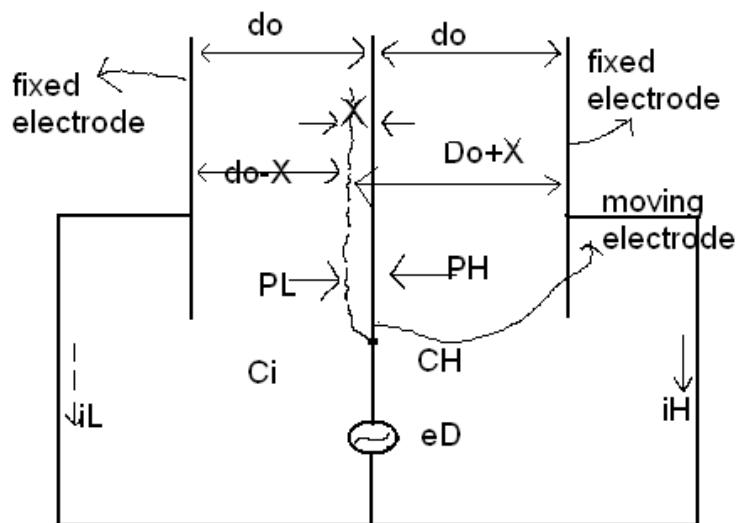 do
do
fixed
electrode
fixed
electrode
X
do-X
Do+X
moving
electrode
PL
PH
Ci
CH
iL
iH
eD